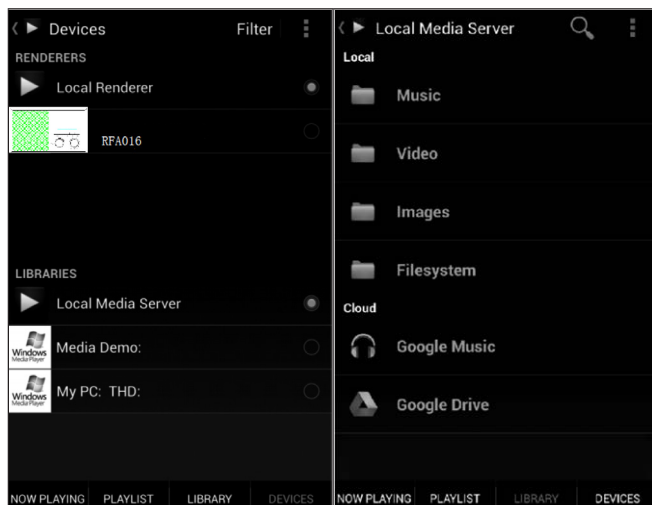 Devices Filter
RENDERERS
Local Renderer
RFA016
LIBRARIES
Local Media Server
Windows
Media Player
Media Demo:
Windows
Media Player
My PC: THD:
NOW PLAYING PLAYLIST LIBRARY DEVICES
Local Media Server
Local
Music
Video
Images
Filesystem
Cloud
Google Music
Google Drive
NOW PLAYING PLAYLIST LIBRARY DEVICES